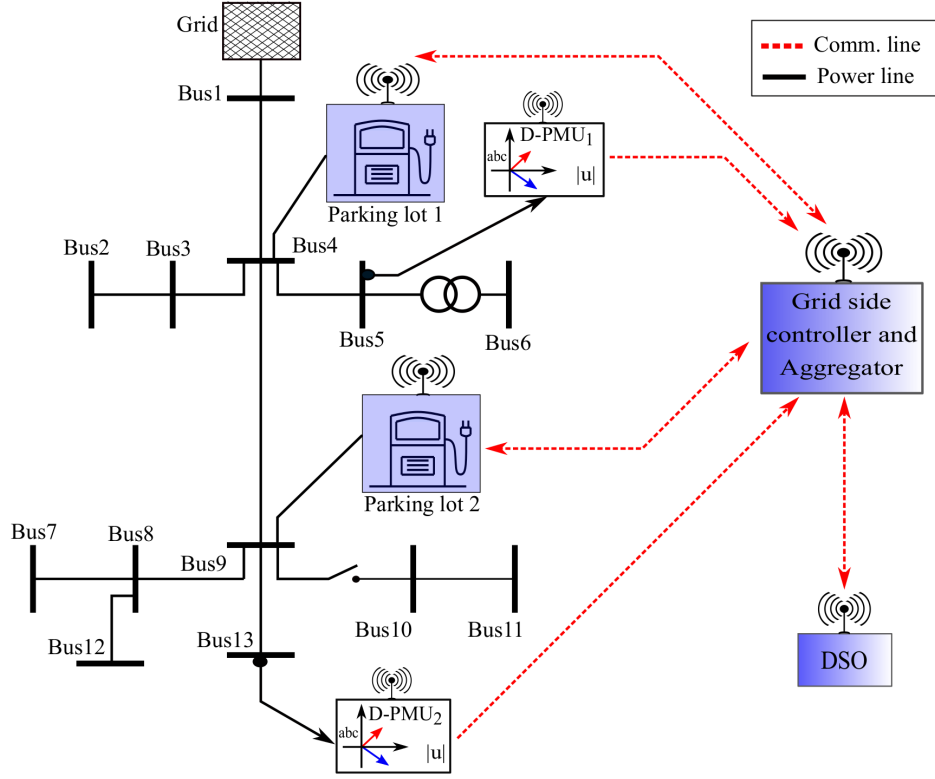 Grid
Comm. line
Power line
Bus1
D-PMU1
abc
|u|
Parking lot 1
Bus2
Bus3
Bus4
Bus5
Bus6
Grid side
controller and
Aggregator
Parking lot 2
Bus7
Bus8
Bus9
Bus10
Bus11
Bus12
Bus13
DSO
D-PMU2
abc
|u|